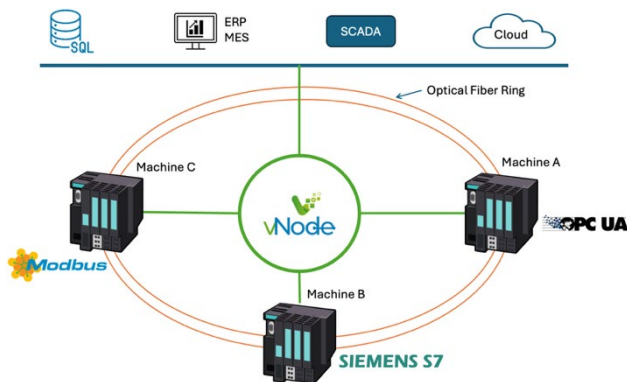 SQL
ERP
MES
SCADA
Cloud
Optical Fiber Ring
Machine C
Machine A
vNode
OPC UA
Modbus
Machine B
SIEMENS S7